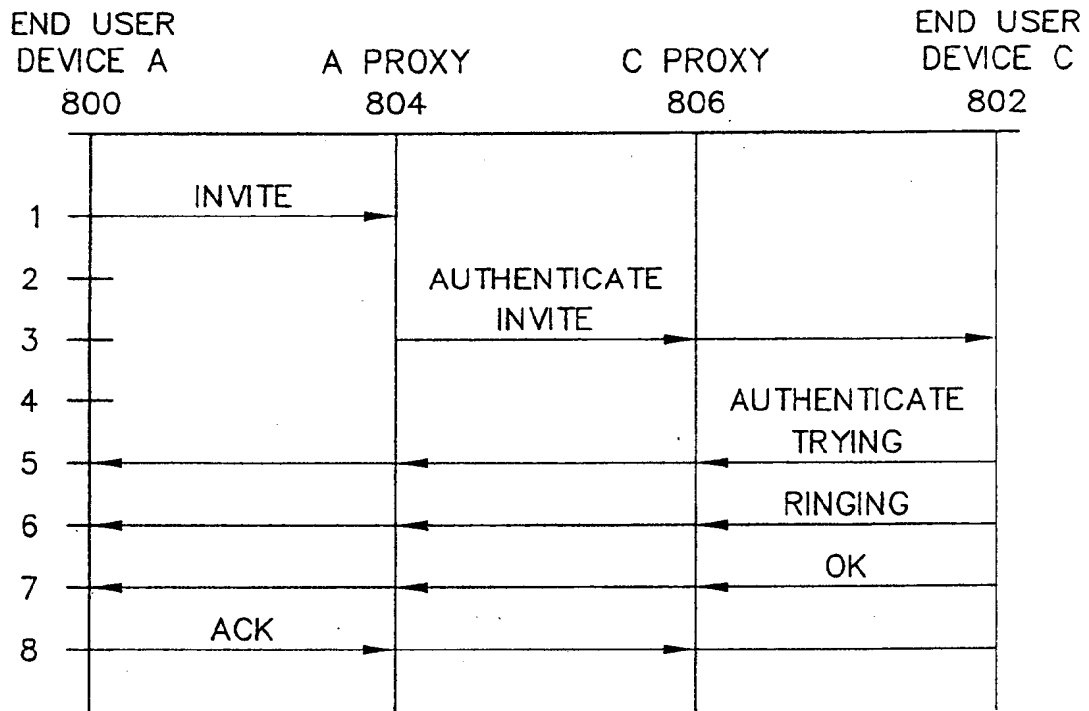 END USER
DEVICE A
800
A PROXY
804
C PROXY
806
END USER
DEVICE C
802
1
INVITE
2
AUTHENTICATE
3
INVITE
4
AUTHENTICATE
5
TRYING
6
RINGING
7
OK
8
ACK